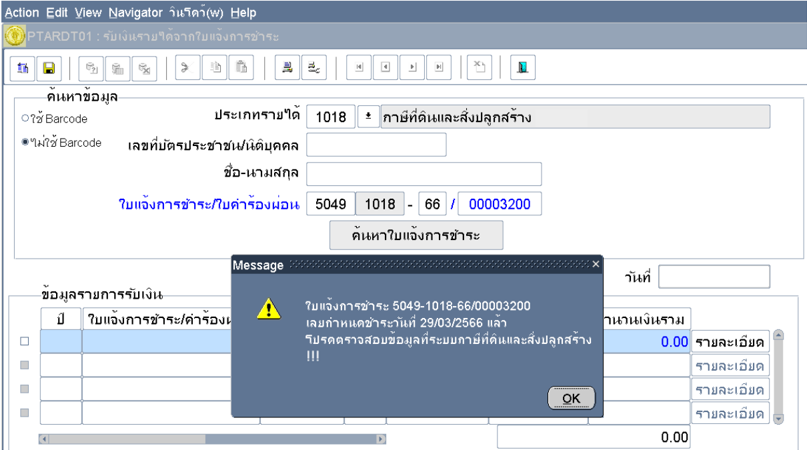 Action Edit View Navigator วินโดว์(w) Help
PTARDT01 : รับเงินรายได้จากใบแจ้งการชำระ
ค้นหาข้อมูล
ใช้ Barcode
ประเภทรายได้ 1018 ภาษีที่ดินและสิ่งปลูกสร้าง
ไม่ใช้ Barcode
เลขที่บัตรประชาชน/นิติบุคคล
ชื่อ-นามสกุล
ใบแจ้งการชำระ/ใบคำร้องผ่อน 5049 1018 - 66 / 00003200
ค้นหาใบแจ้งการชำระ
Message
วันที่
ใบแจ้งการชำระ 5049-1018-66/00003200
เลยกำหนดชำระวันที่ 29/03/2566 แล้ว
โปรดตรวจสอบข้อมูลที่ระบบภาษีที่ดินและสิ่งปลูกสร้าง
!!!
OK
ข้อมูลรายการรับเงิน
ปี ใบแจ้งการชำระ/คำร้องผ านวนเงินรวม
0.00 รายละเอียด
รายละเอียด
รายละเอียด
รายละเอียด
0.00